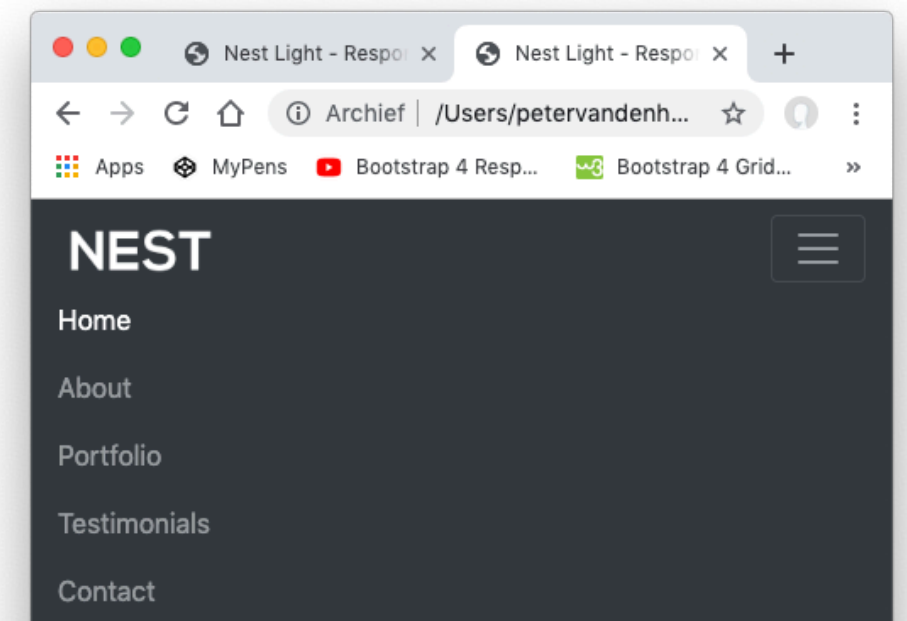 Nest Light - Respo Nest Light - Respo
Archief /Users/petervandenh...
Apps MyPens Bootstrap 4 Resp... w3 Bootstrap 4 Grid... »
NEST
Home
About
Portfolio
Testimonials
Contact